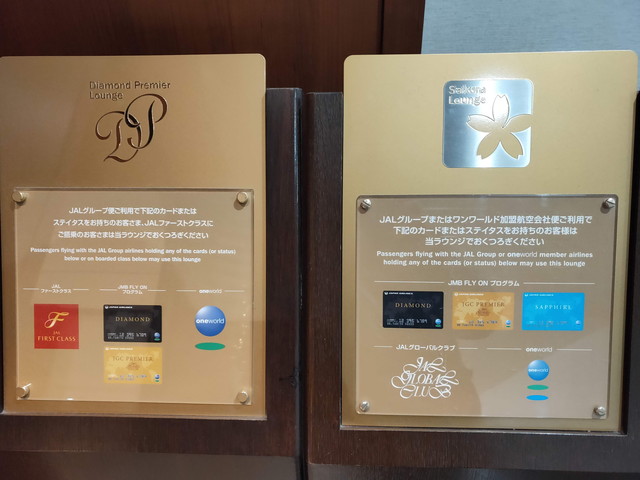 Diamond Premier
Lounge
DP
JALグループ便ご利用で下記のカードまたは
ステイタスをお持ちのお客さま、JALファーストクラスに
ご搭乗のお客さまは当ラウンジでおくつろぎください
Passengers flying with the JAL Group airlines holding any of the cards (or status)
below or on boarded class below may use this lounge
JAL
ファーストクラス
JMB FLY ON
プログラム
oneworld
F
JAL
FIRST CLASS
DIAMOND
JGC PREMIER
oneworld
Sakura
Lounge
JALグループまたはワンワールド加盟航空会社便ご利用で
下記のカードまたはステイタスをお持ちのお客様は
当ラウンジでおくつろぎください
Passengers flying with the JAL Group or oneworld member airlines
holding any of the cards (or status) below may use this lounge
JMB FLY ON プログラム
DIAMOND
JGC PREMIER
SAPPHIRE
JALグローバルクラブ
oneworld
JAL
GLOBAL
CLUB
oneworld